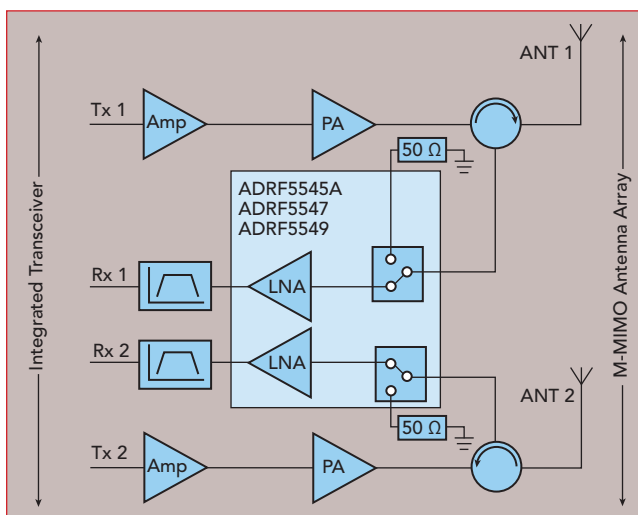 ANT 1
Tx 1
Amp
PA
50 Ω
ADRF5545A
ADRF5547
ADRF5549
Integrated Transceiver
M-MIMO Antenna Array
Rx 1
LNA
Rx 2
LNA
ANT 2
50 Ω
Tx 2
Amp
PA